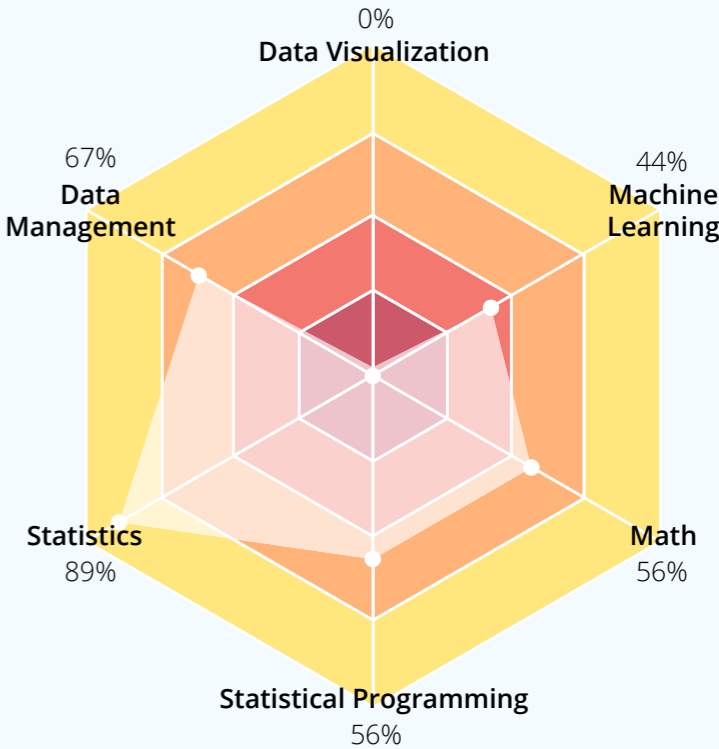 0%
Data Visualization
67%
Data
Management
44%
Machine
Learning
Statistics
89%
Math
56%
Statistical Programming
56%